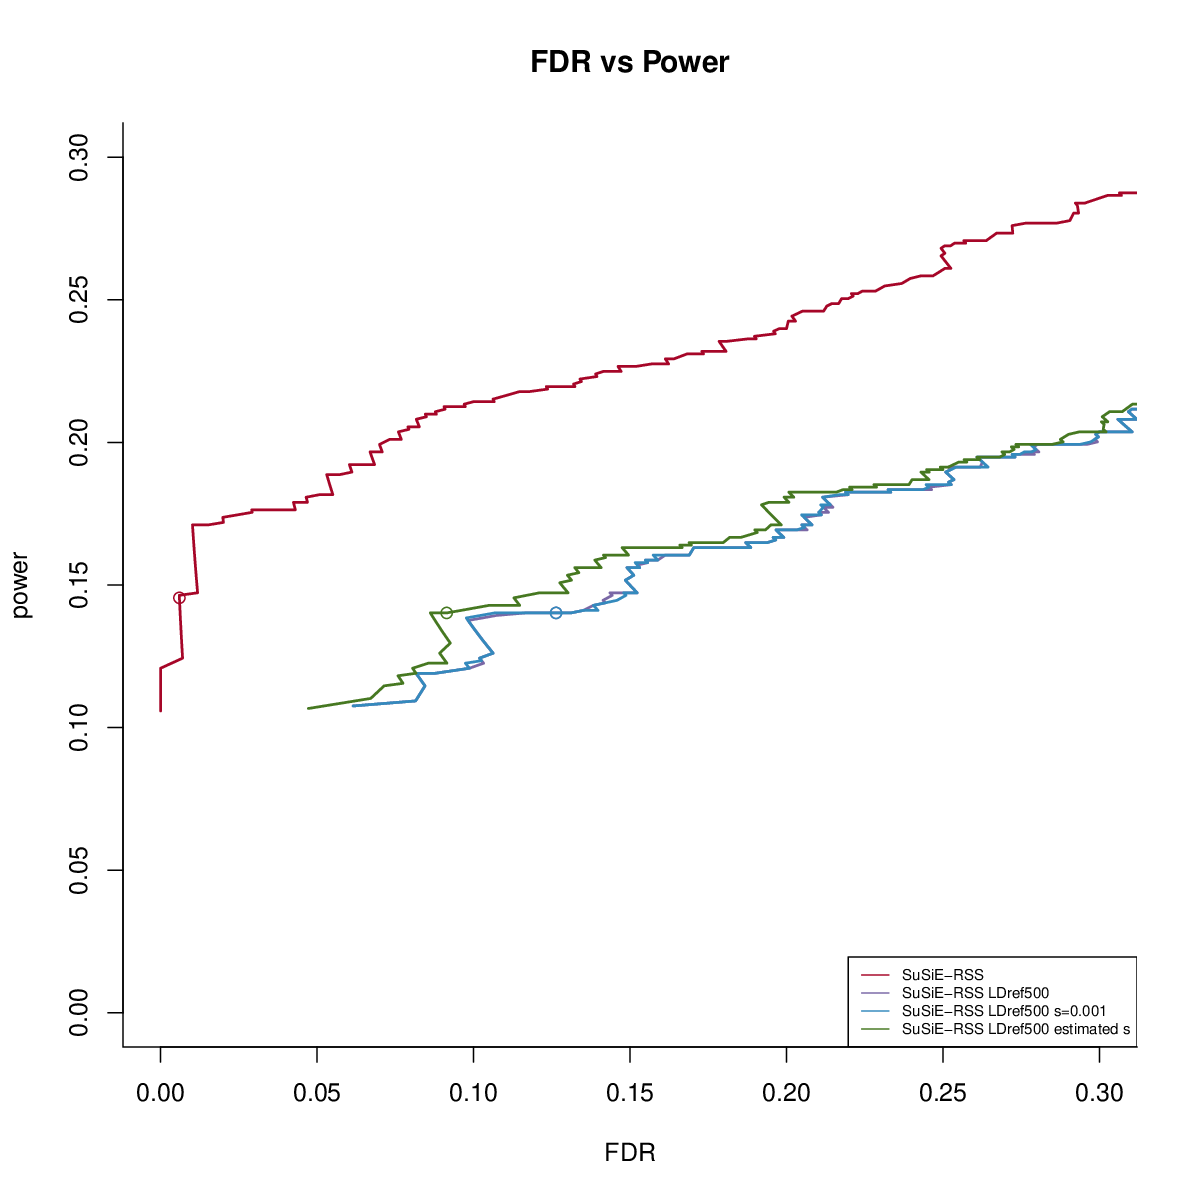 FDR vs Power
power
0.30
0.25
0.20
0.15
0.10
0.05
0.00
SuSiE−RSS
SuSiE−RSS LDref500
SuSiE−RSS LDref500 s=0.001
SuSiE−RSS LDref500 estimated s
0.00 0.05 0.10 0.15 0.20 0.25 0.30
FDR